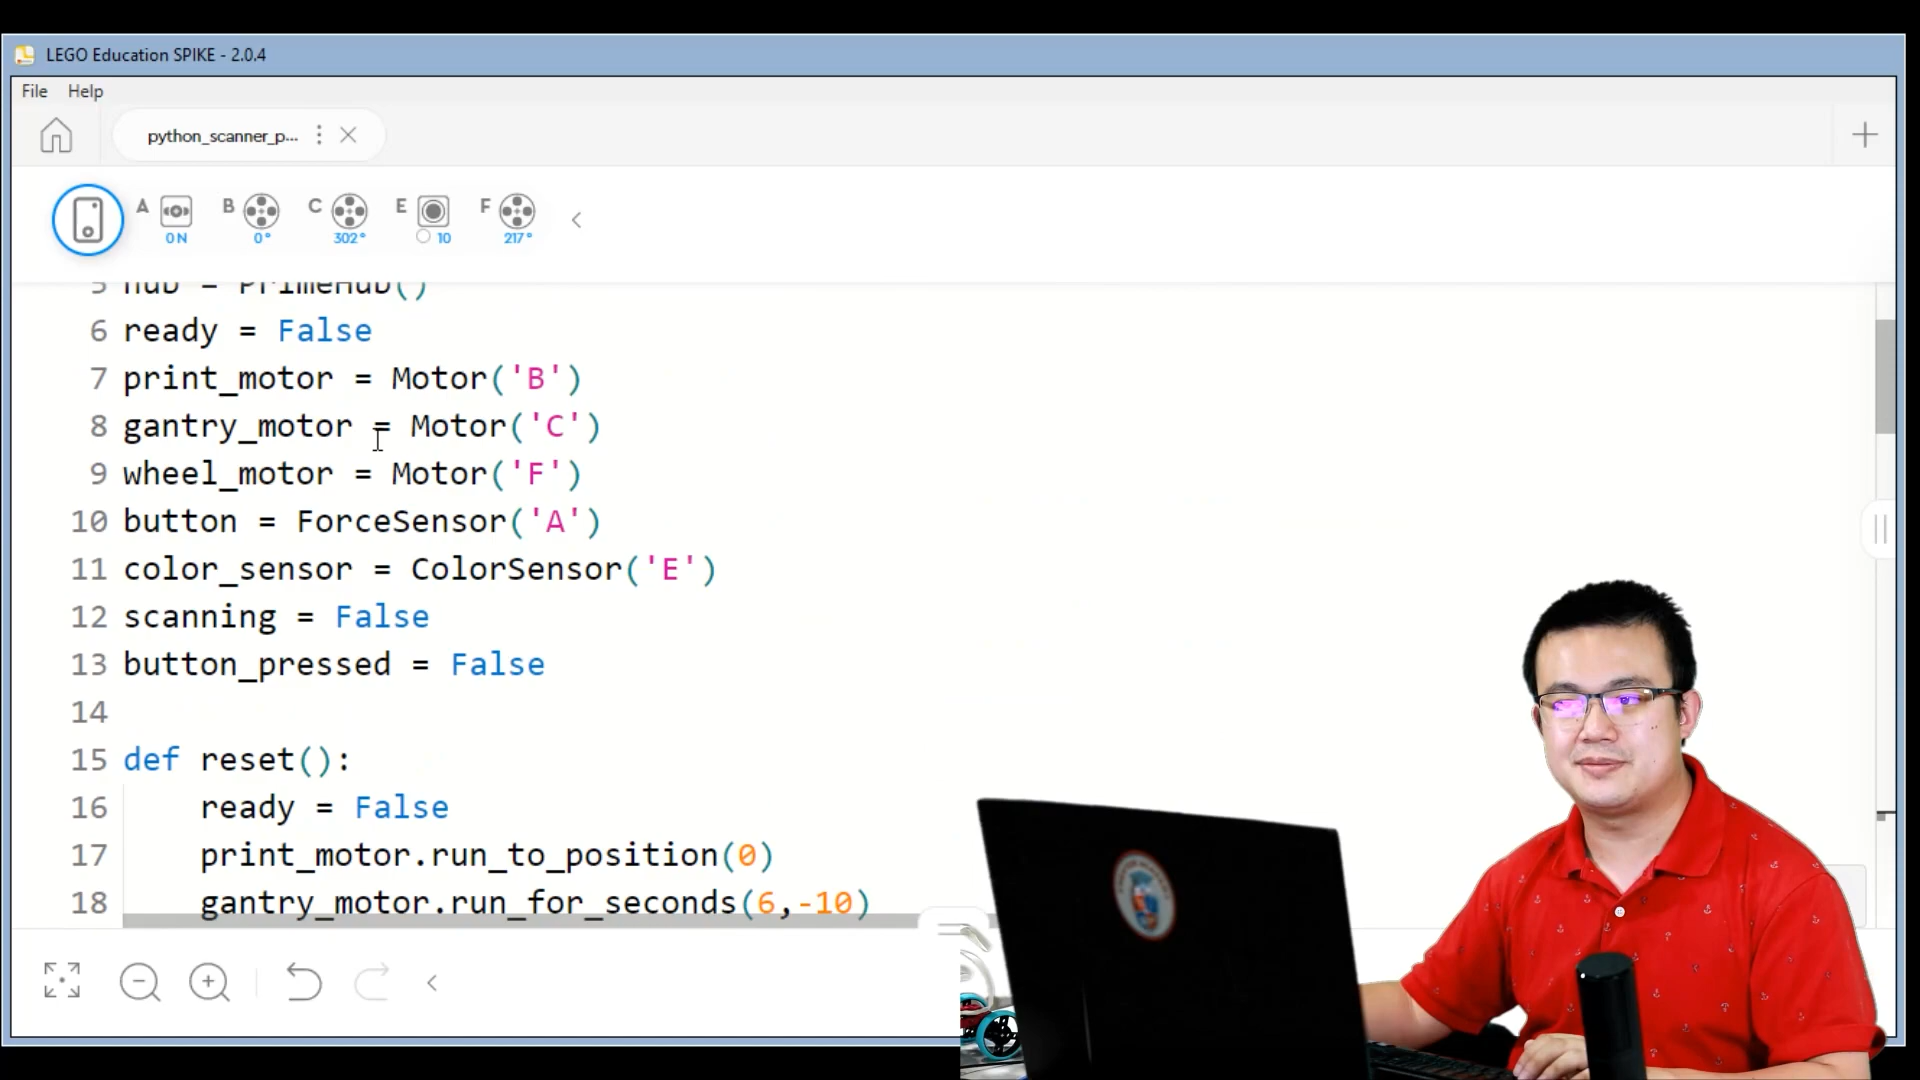 LEGO Education SPIKE - 2.0.4
File Help
python_scanner_p...
A B C E F
0N 0° 302° 10 217°
5 hub = PrimeHub()
6 ready = False
7 print_motor = Motor('B')
8 gantry_motor = Motor('C')
9 wheel_motor = Motor('F')
10 button = ForceSensor('A')
11 color_sensor = ColorSensor('E')
12 scanning = False
13 button_pressed = False
14
15 def reset():
16 ready = False
17 print_motor.run_to_position(0)
18 gantry_motor.run_for_seconds(6,-10)